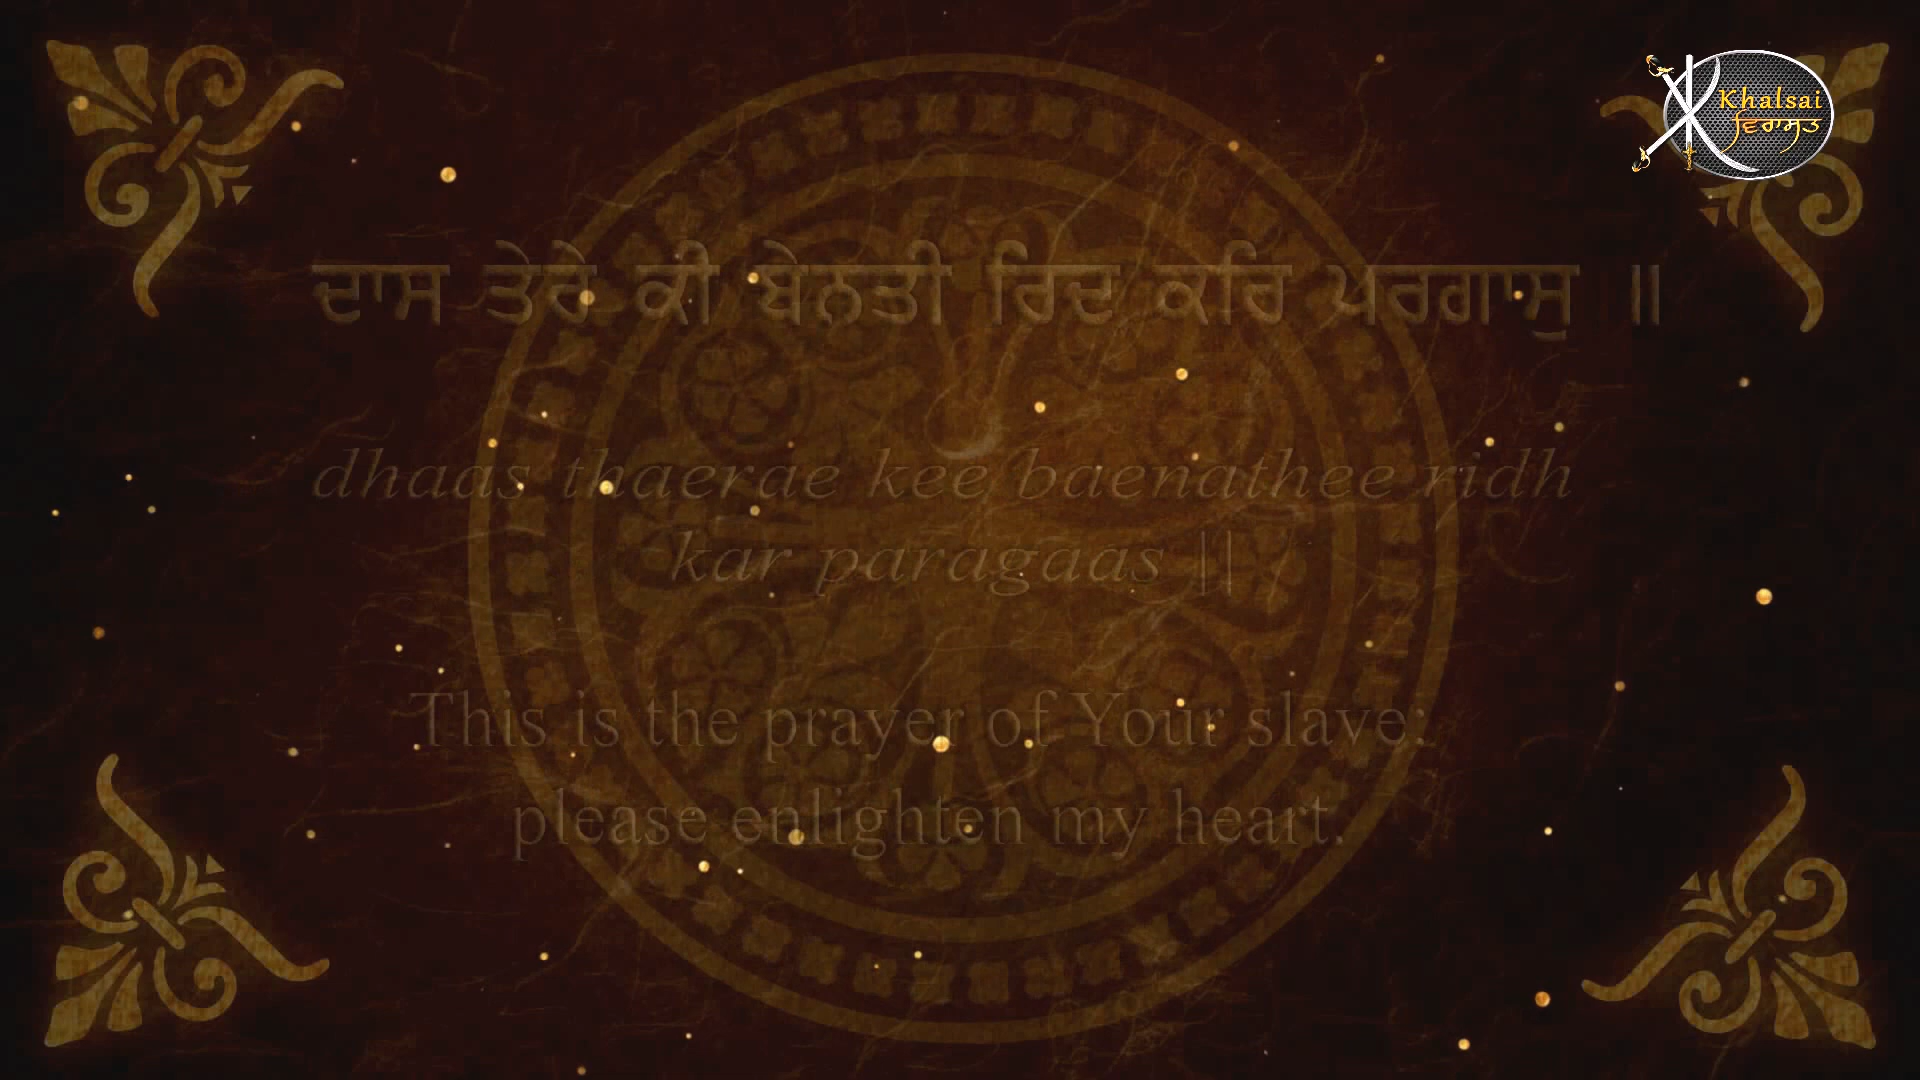 Khalsai
ਵਿਰਾਸਤ
ਦਾਸ ਤੇਰੇ ਕੀ ਬੇਨਤੀ ਰਿਦ ਕਰਿ ਪਰਗਾਸੁ ॥
dhaas thaerae kee baenathee ridh
kar paragaas ||
This is the prayer of Your slave:
please enlighten my heart.